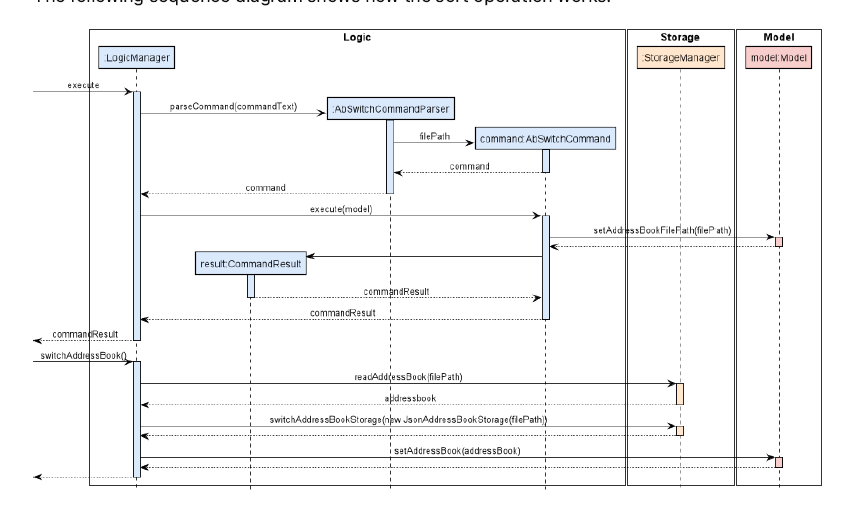 The following sequence diagram shows how the sort operation works.
Logic
Storage
Model
:LogicManager
:StorageManager
model:Model
execute
parseCommand(commandText)
:AbSwitchCommandParser
filePath
command:AbSwitchCommand
command
command
execute(model)
setAddressBookFilePath(filePath)
result:CommandResult
commandResult
commandResult
commandResult
switchAddressBook()
readAddressBook(filePath)
addressbook
switchAddressBookStorage(new JsonAddressBookStorage(filePath))
setAddressBook(addressBook)